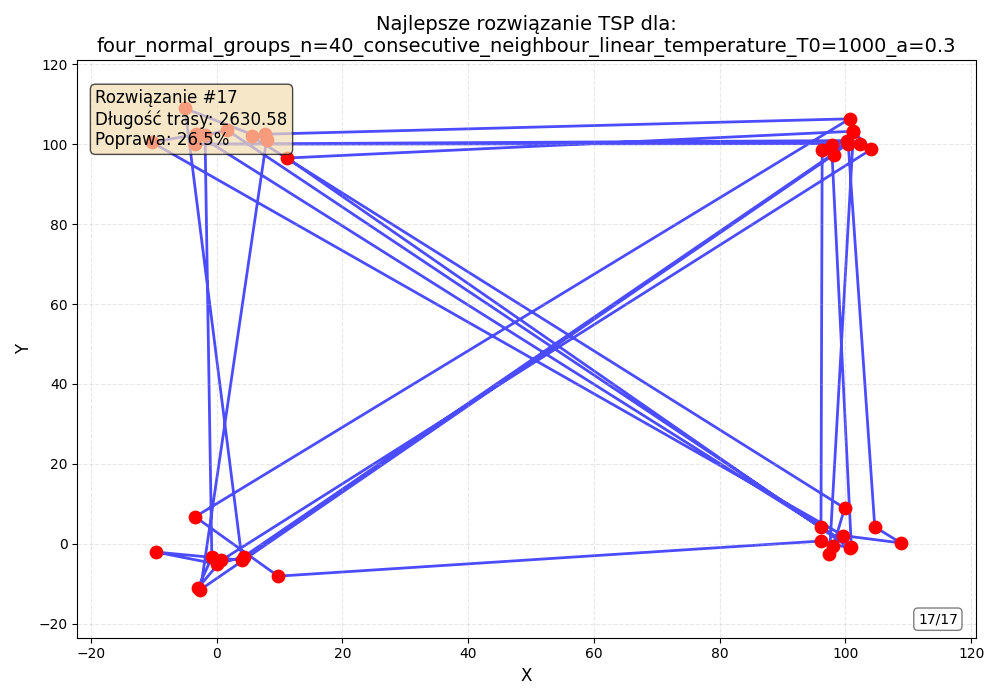 Najlepsze rozwiązanie TSP dla:
four_normal_groups_n=40_consecutive_neighbour_linear_temperature_T0=1000_a=0.3
Rozwiązanie #17
Długość trasy: 2630.58
Poprawa: 26.5%
120
100
80
60
40
20
0
−20
Y
17/17
−20
0
20
40
60
80
100
120
X